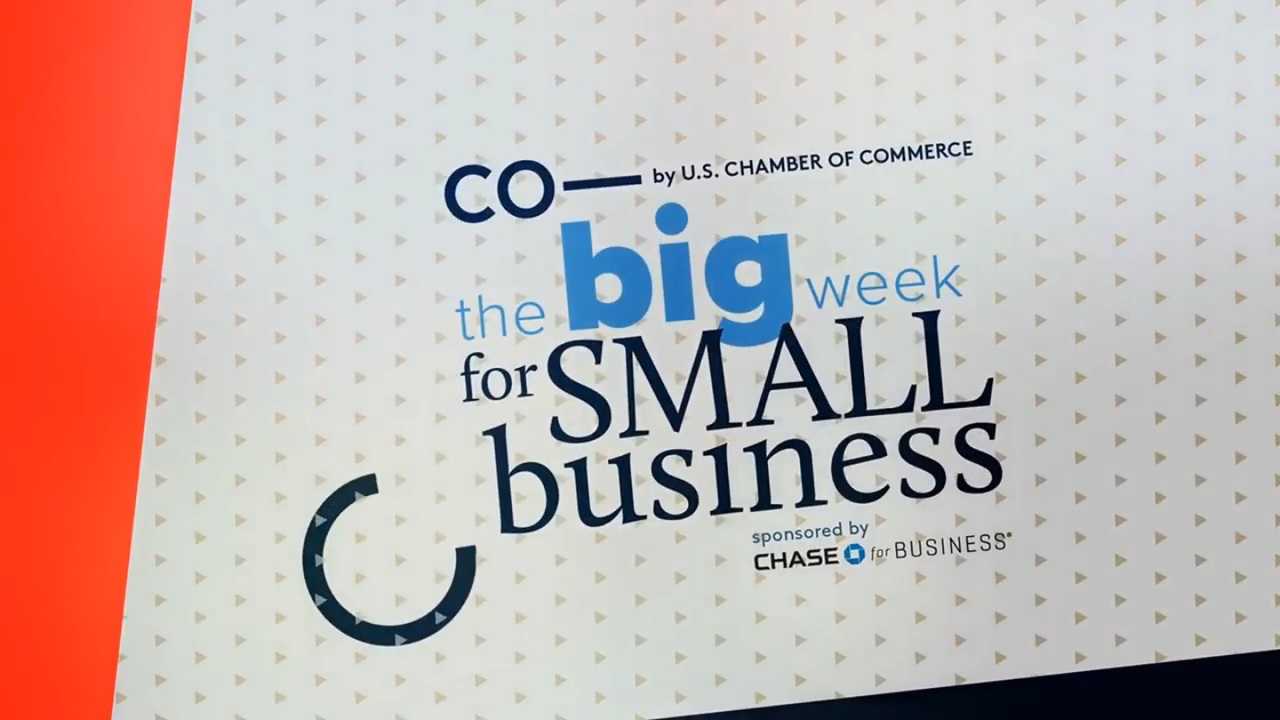 CO— by U.S. CHAMBER OF COMMERCE
the big week
for SMALL
business
sponsored by
CHASE for BUSINESS®